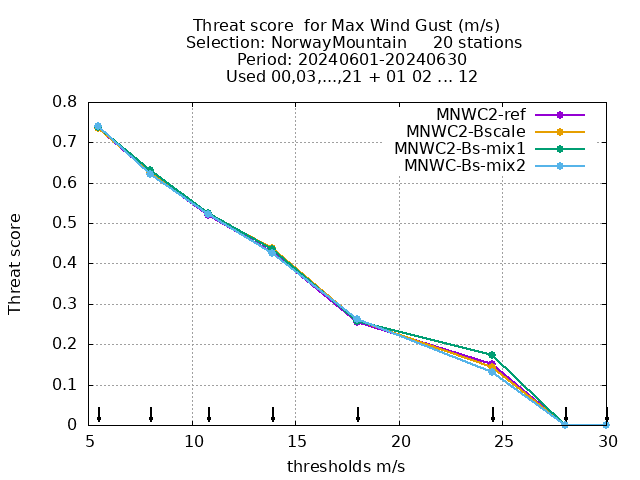 Threat score  for Max Wind Gust (m/s)
Selection: NorwayMountain     20 stations
Period: 20240601-20240630
Used 00,03,...,21 + 01 02 ... 12
MNWC2-ref
MNWC2-Bscale
MNWC2-Bs-mix1
MNWC-Bs-mix2
Threat score
0.8
0.7
0.6
0.5
0.4
0.3
0.2
0.1
0
5 10 15 20 25 30
thresholds m/s